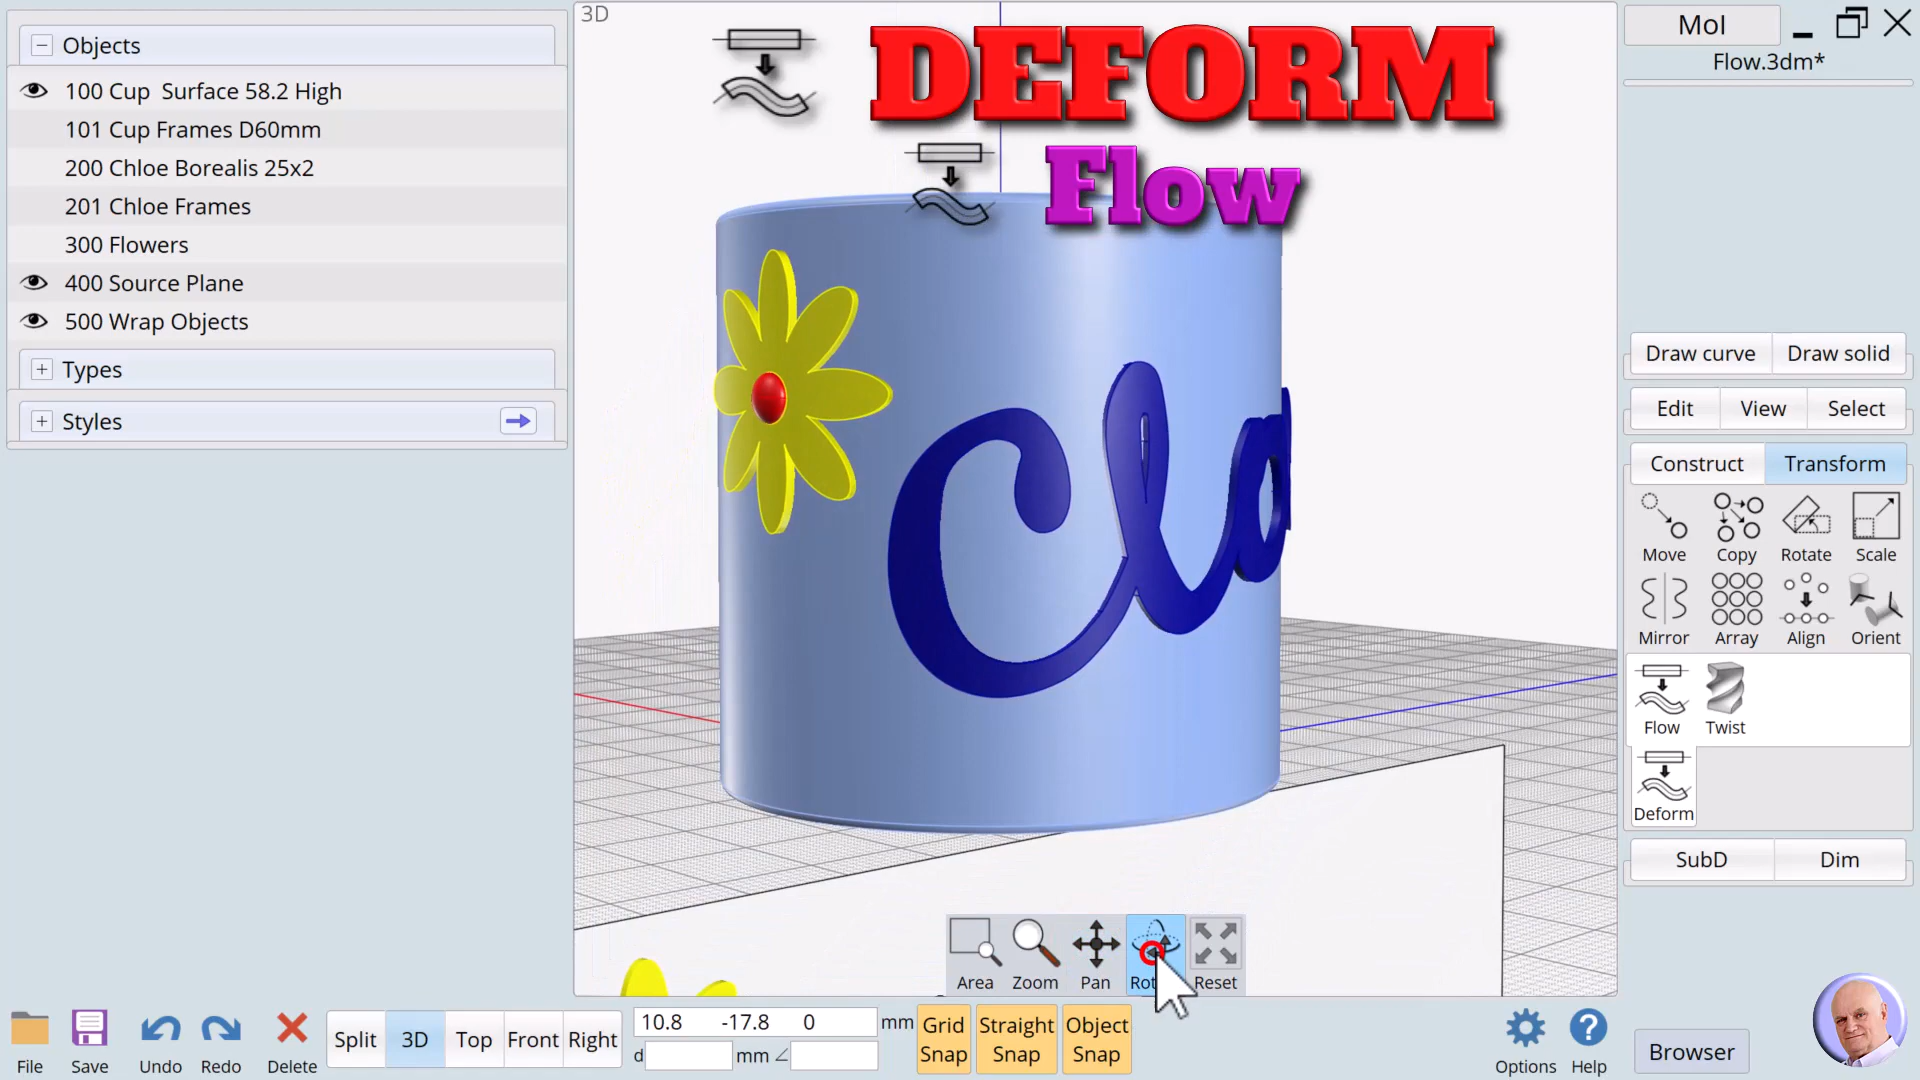 Objects
100 Cup  Surface 58.2 High
101 Cup Frames D60mm
200 Chloe Borealis 25x2
201 Chloe Frames
300 Flowers
400 Source Plane
500 Wrap Objects
Types
Styles
3D
DEFORM
Flow
Clo
Area
Zoom
Pan
Reset
MoI
Flow.3dm*
Draw curve
Draw solid
Edit
View
Select
Construct
Transform
Move
Copy
Rotate
Scale
Mirror
Array
Align
Orient
Flow
Twist
Deform
SubD
Dim
File
Save
Undo
Redo
Delete
Split
3D
Top
Front
Right
10.8 -17.8 0 mm
d mm ∠
Grid Snap
Straight Snap
Object Snap
Options
Help
Browser